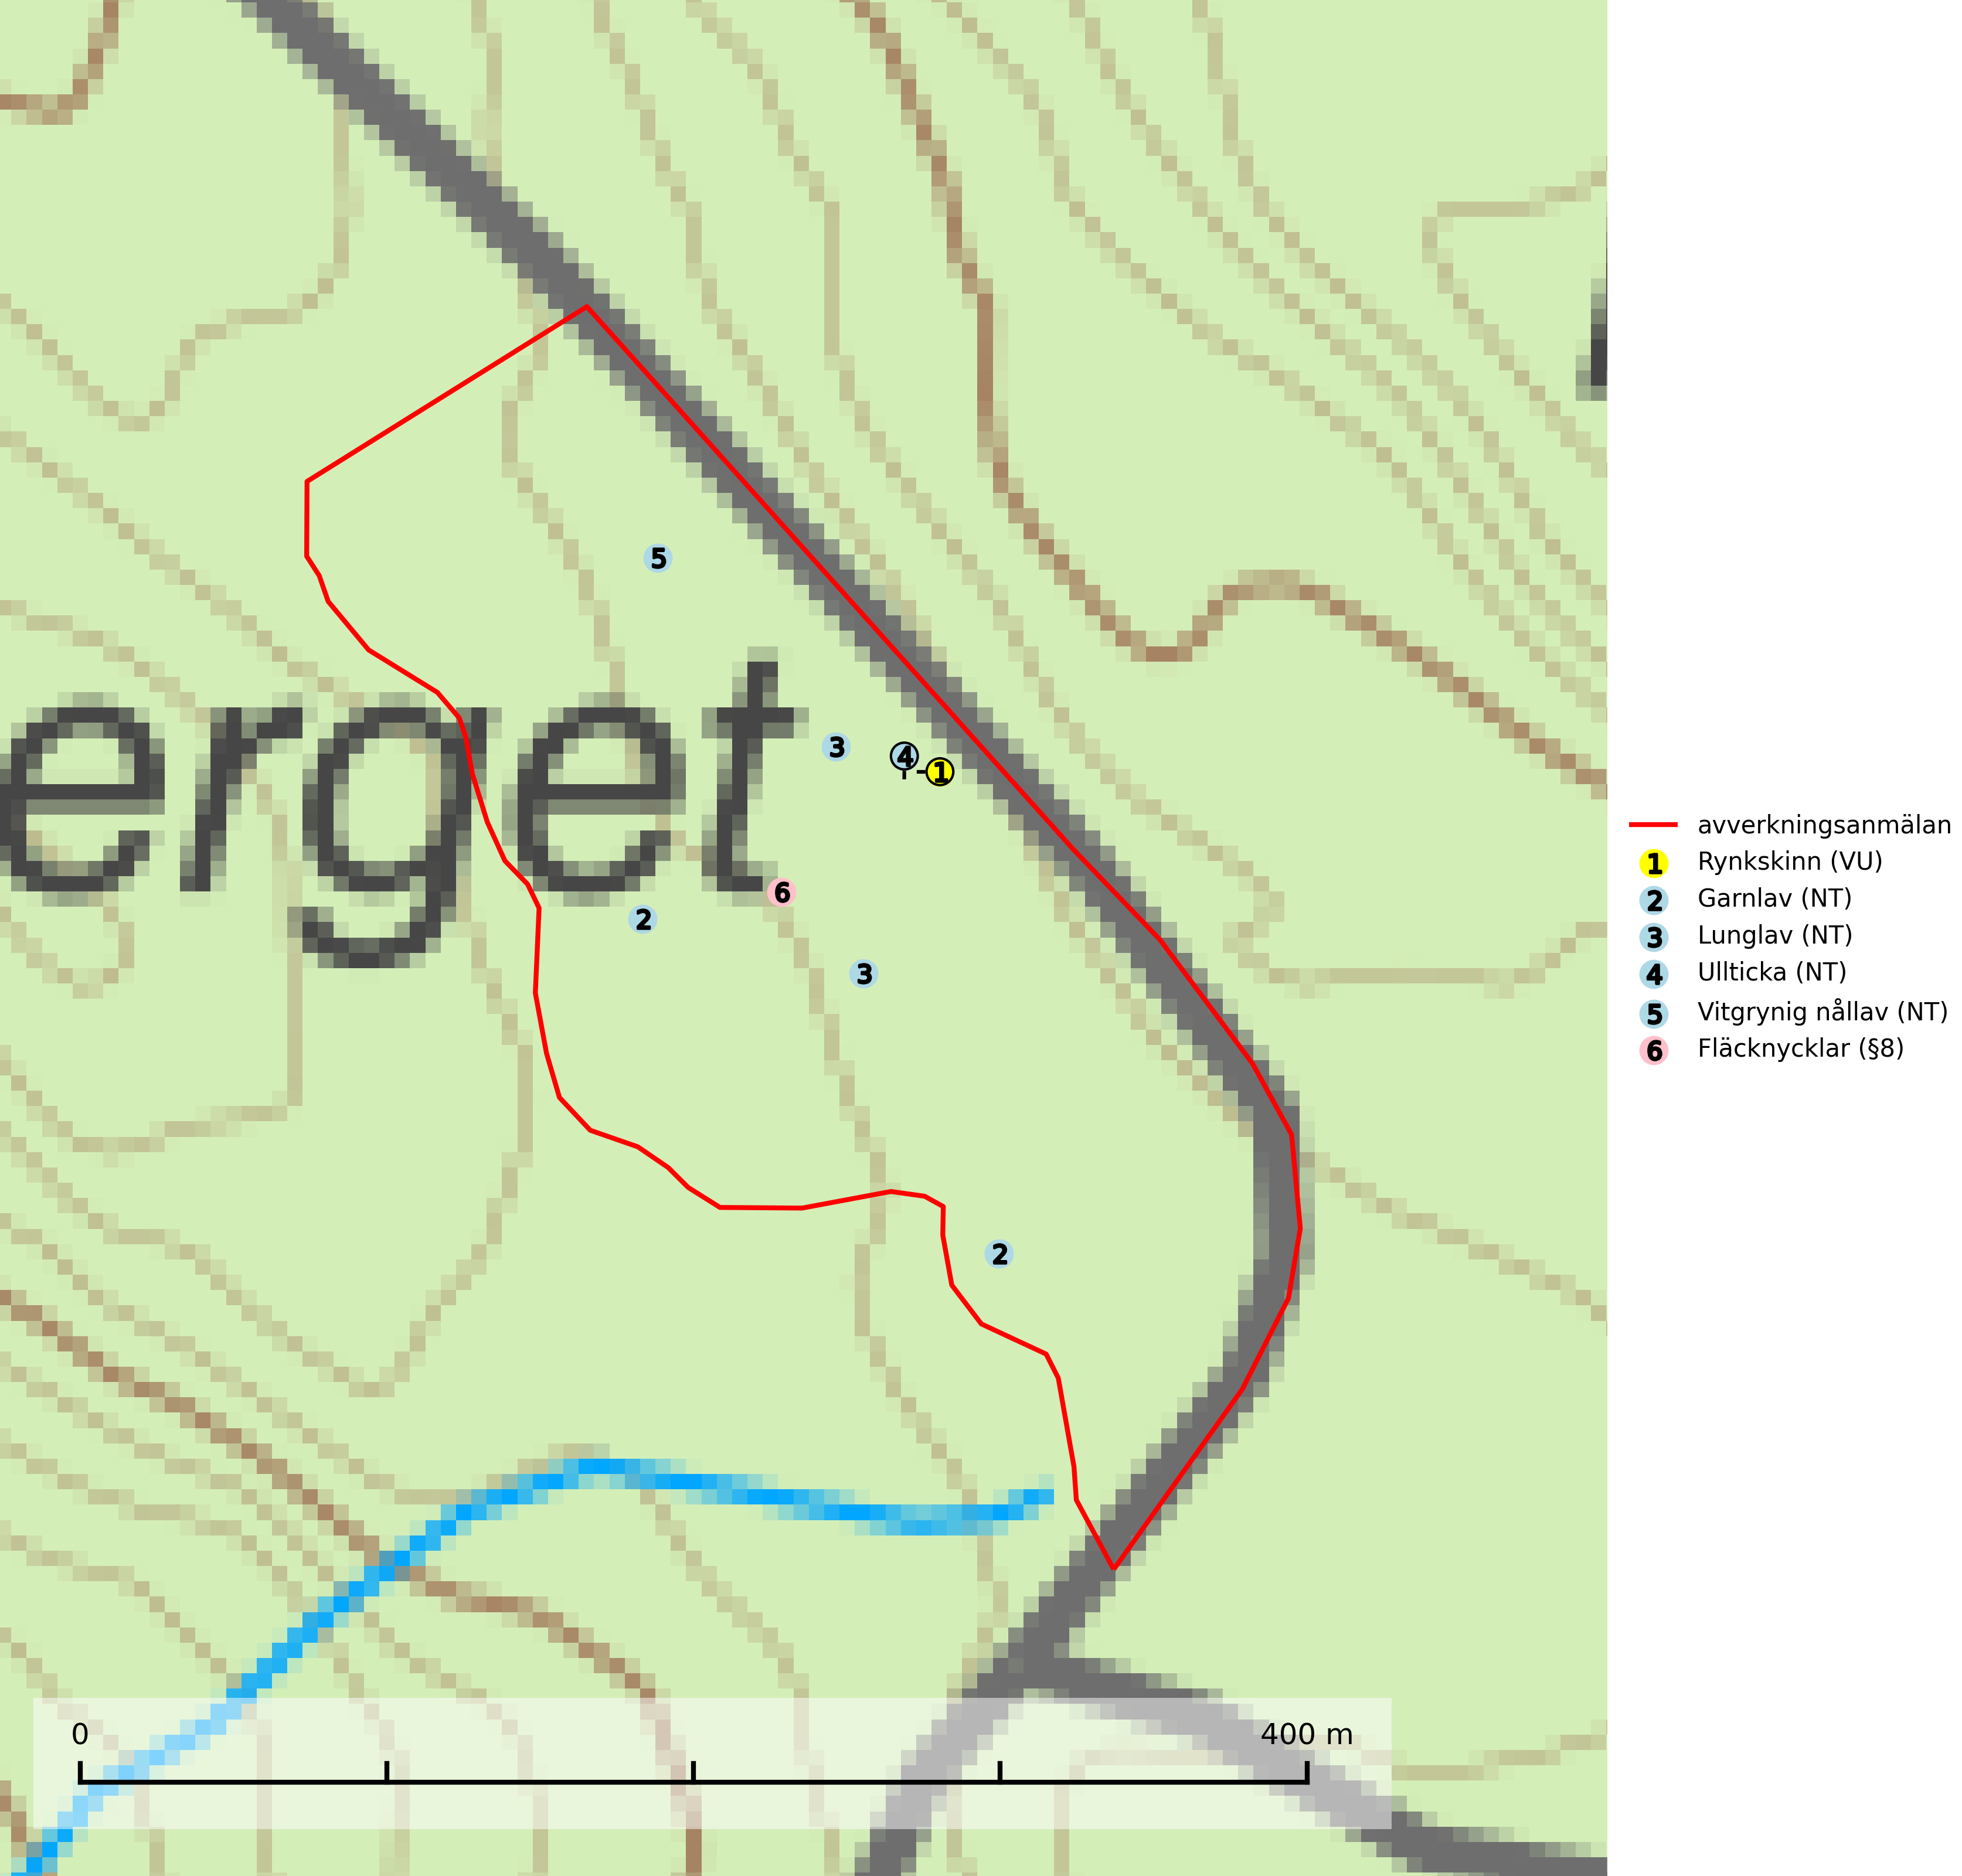 5
erget
3
4
1
6
2
3
2
0 400 m
avverkningsanmälan
1 Rynkskinn (VU)
2 Garnlav (NT)
3 Lunglav (NT)
4 Ullticka (NT)
5 Vitgrynig nållav (NT)
6 Fläcknycklar (§8)